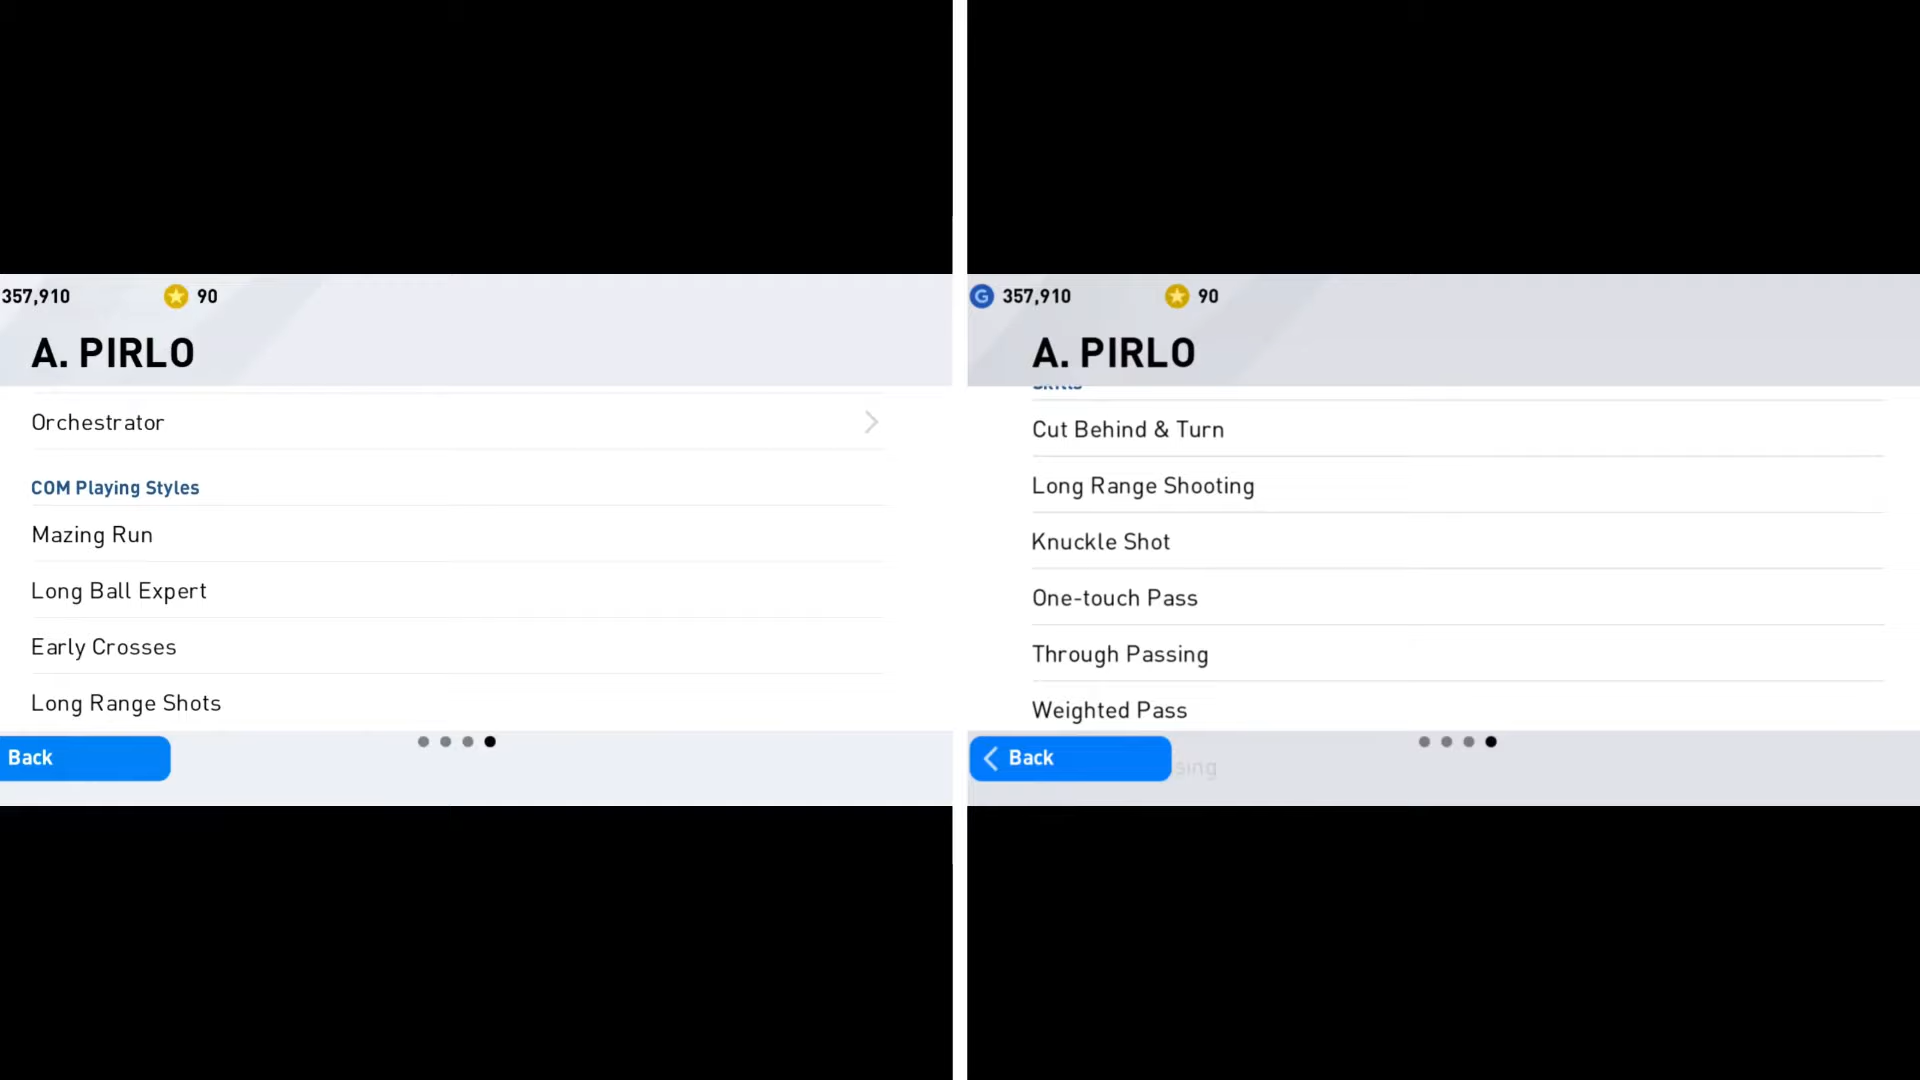 357,910 90
A. PIRLO
Orchestrator
COM Playing Styles
Mazing Run
Long Ball Expert
Early Crosses
Long Range Shots
Back
G 357,910 90
A. PIRLO
Skills
Cut Behind & Turn
Long Range Shooting
Knuckle Shot
One-touch Pass
Through Passing
Weighted Pass
Back
sing